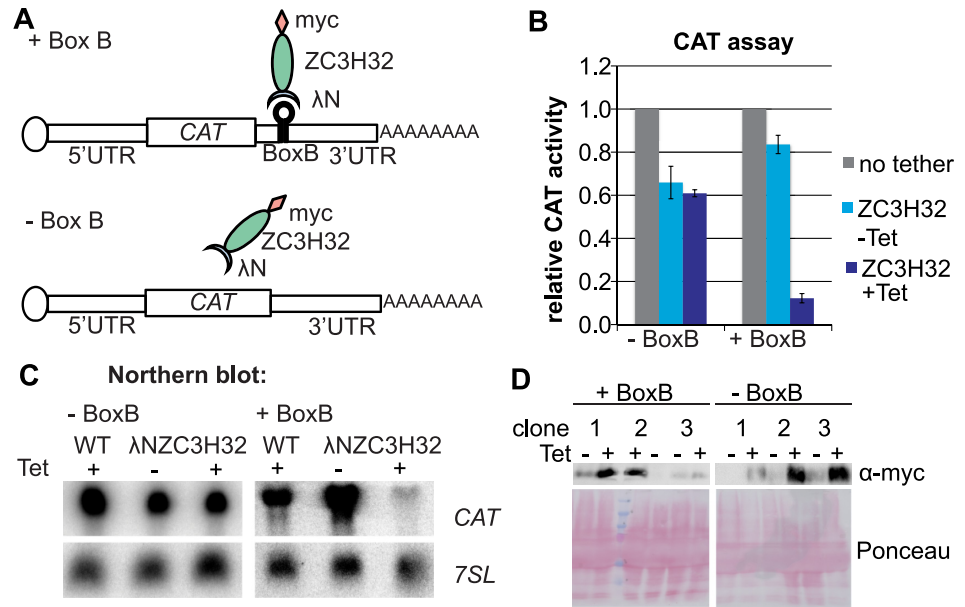 A
+ Box B
myc
ZC3H32
λN
CAT
AAAAAAAA
5'UTR
BoxB
3'UTR
- Box B
myc
ZC3H32
λN
CAT
AAAAAAAA
5'UTR
3'UTR
B
CAT assay
relative CAT activity
1.2
1.0
0.8
0.6
0.4
0.2
0.0
- BoxB
+ BoxB
no tether
ZC3H32
-Tet
ZC3H32
+Tet
C
Northern blot:
- BoxB
+ BoxB
WT λNZC3H32
WT λNZC3H32
Tet + - +
+ - +
CAT
7SL
D
+ BoxB
- BoxB
clone 1 2 3
1 2 3
Tet - + - + - +
- + - + - +
α-myc
Ponceau